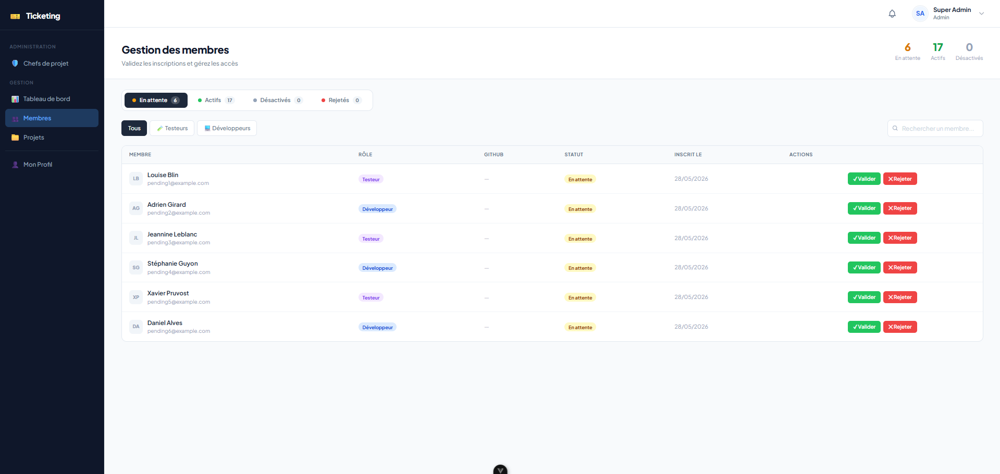 Ticketing
SA
Super Admin
Admin
ADMINISTRATION
Chefs de projet
GESTION
Tableau de bord
Membres
Projets
Mon Profil
Gestion des membres
Validez les inscriptions et gérez les accès
6 En attente
17 Actifs
0 Désactivés
En attente 6 Actifs 17 Désactivés 0 Rejetés 0
Tous Testeurs Développeurs
Rechercher un membre...
MEMBRE RÔLE GITHUB STATUT INSCRIT LE ACTIONS
LB Louise Blin Testeur — En attente 28/05/2026 ✓Valider ✕Rejeter
pending1@example.com
AG Adrien Girard Développeur — En attente 28/05/2026 ✓Valider ✕Rejeter
pending2@example.com
JL Jeannine Leblanc Testeur — En attente 28/05/2026 ✓Valider ✕Rejeter
pending3@example.com
SG Stéphanie Guyon Développeur — En attente 28/05/2026 ✓Valider ✕Rejeter
pending4@example.com
XP Xavier Pruvost Testeur — En attente 28/05/2026 ✓Valider ✕Rejeter
pending5@example.com
DA Daniel Alves Développeur — En attente 28/05/2026 ✓Valider ✕Rejeter
pending6@example.com